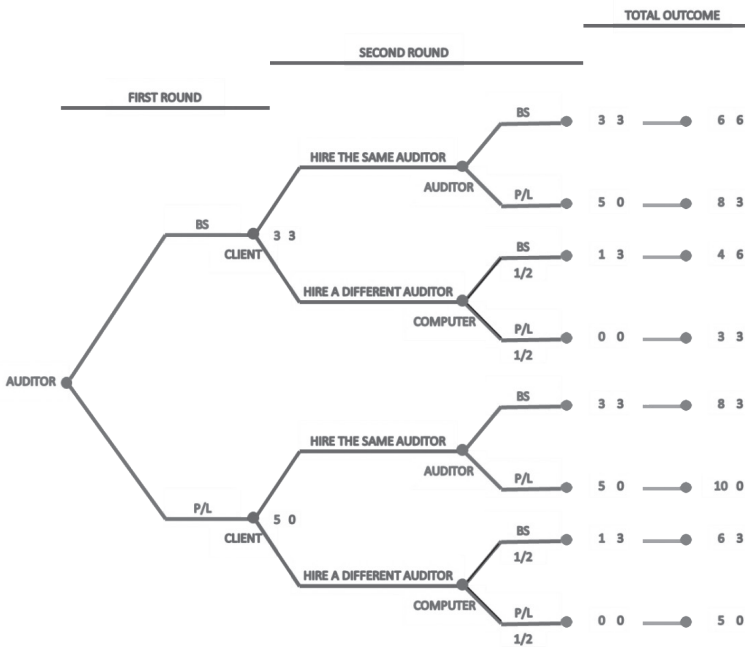 TOTAL OUTCOME
SECOND ROUND
FIRST ROUND
BS
3 3
6 6
HIRE THE SAME AUDITOR
AUDITOR
P/L
5 0
8 3
BS
3 3
CLIENT
BS
1/2
1 3
4 6
HIRE A DIFFERENT AUDITOR
COMPUTER
P/L
1/2
0 0
3 3
AUDITOR
BS
3 3
8 3
HIRE THE SAME AUDITOR
AUDITOR
P/L
5 0
10 0
P/L
5 0
CLIENT
BS
1/2
1 3
6 3
HIRE A DIFFERENT AUDITOR
COMPUTER
P/L
1/2
0 0
5 0